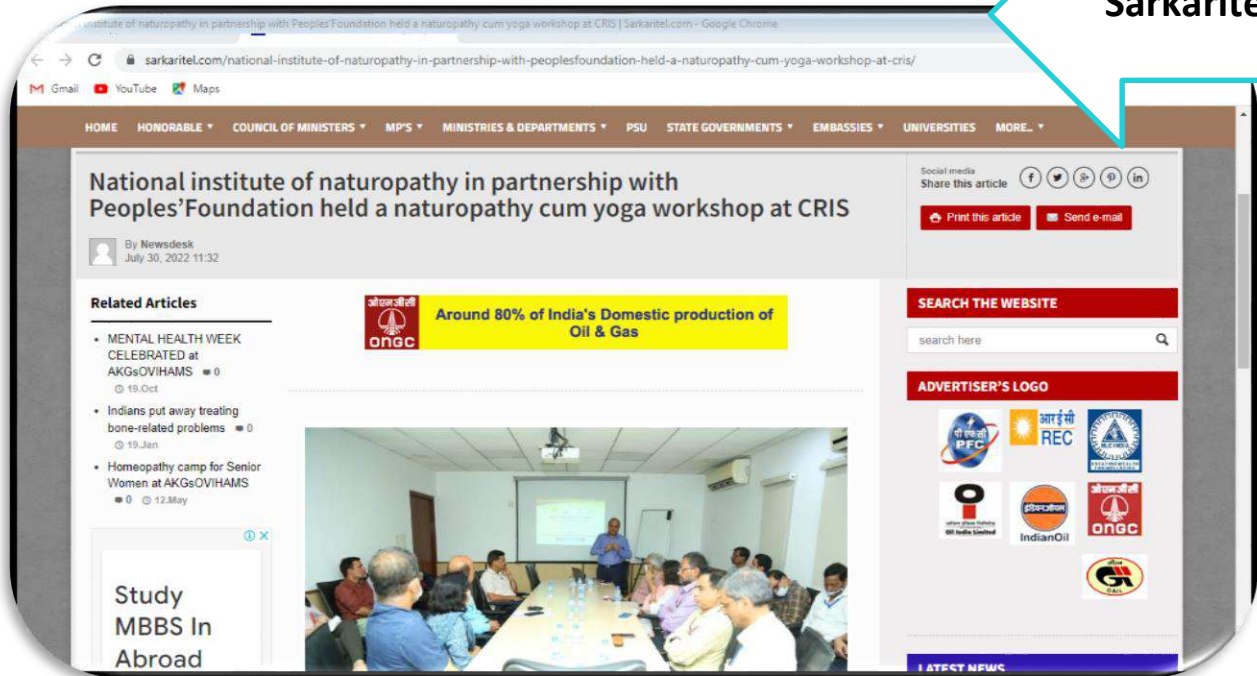 Sarkarite
institute of naturopathy in partnership with Peoples'Foundation held a naturopathy cum yoga workshop at CRIS | Sarkaritel.com - Google Chrome
sarkaritel.com/national-institute-of-naturopathy-in-partnership-with-peoplesfoundation-held-a-naturopathy-cum-yoga-workshop-at-cris/
Gmail YouTube Maps
HOME HONORABLE COUNCIL OF MINISTERS MP'S MINISTRIES & DEPARTMENTS PSU STATE GOVERNMENTS EMBASSIES UNIVERSITIES MORE..
National institute of naturopathy in partnership with
Peoples'Foundation held a naturopathy cum yoga workshop at CRIS
By Newsdesk
July 30, 2022 11:32
Social media
Share this article
Print this article Send e-mail
Related Articles
MENTAL HEALTH WEEK
CELEBRATED at
AKGsOVIHAMS 0
19.Oct
Indians put away treating
bone-related problems 0
19.Jan
Homeopathy camp for Senior
Women at AKGsOVIHAMS
0 12.May
Study
MBBS In
Abroad
ओएनजीसी
ONGC
Around 80% of India's Domestic production of
Oil & Gas
SEARCH THE WEBSITE
search here
ADVERTISER'S LOGO
पी एफ सी
PFC
आर ई सी
REC
Oil India Limited
इंडियनऑयल
IndianOil
ओएनजीसी
ONGC
GAIL
LATEST NEWS